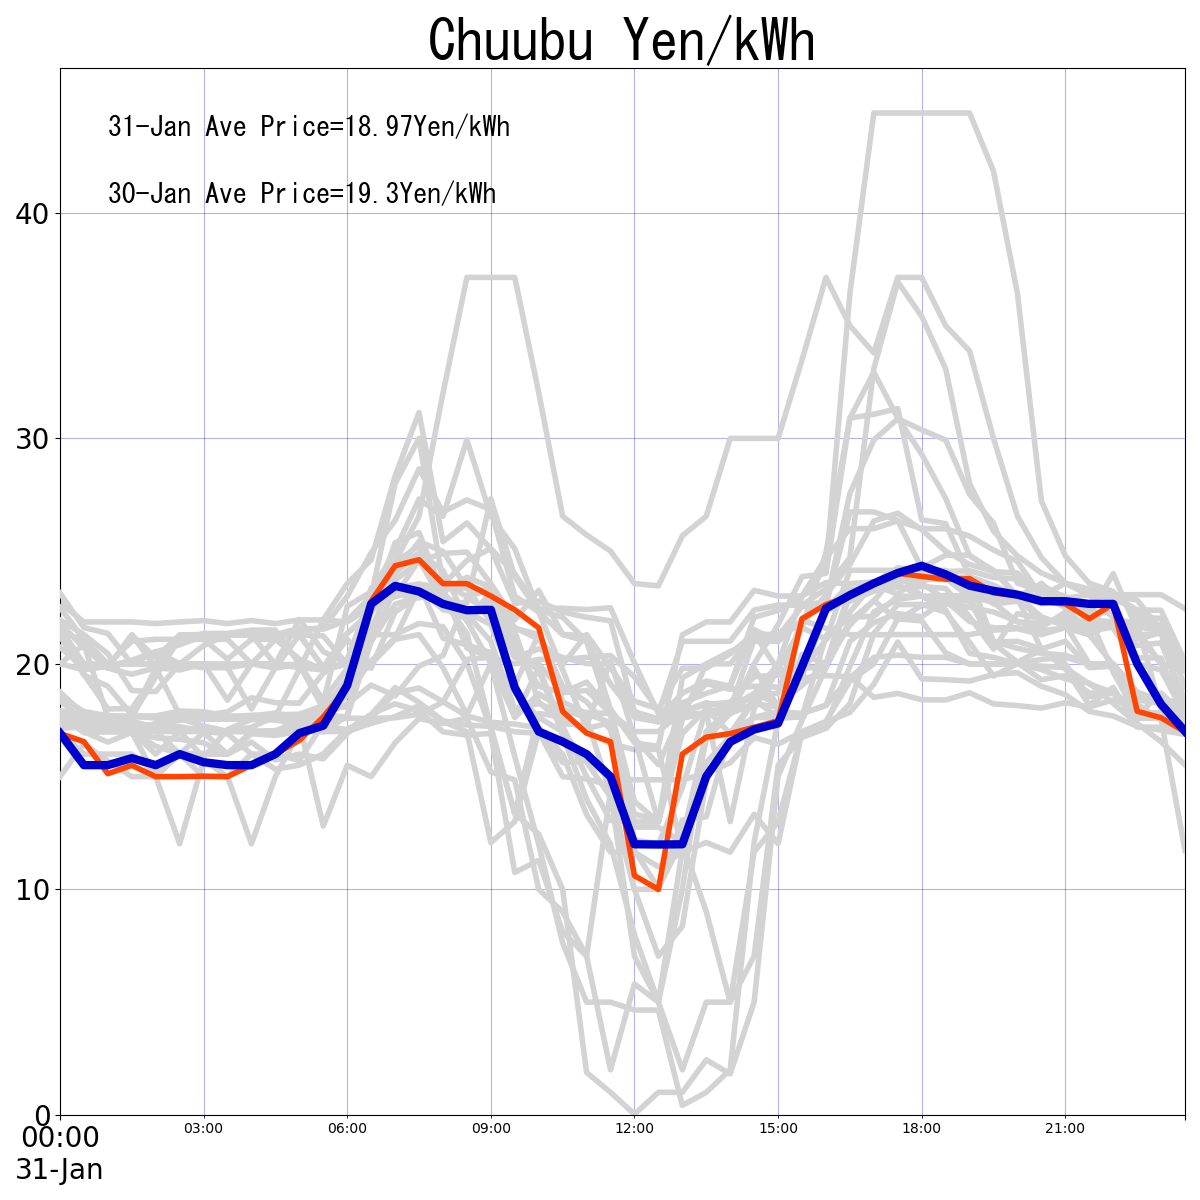 Chuubu Yen/kWh
31-Jan Ave Price=18.97Yen/kWh
30-Jan Ave Price=19.3Yen/kWh
40
30
20
10
0
00:00 03:00 06:00 09:00 12:00 15:00 18:00 21:00
31-Jan